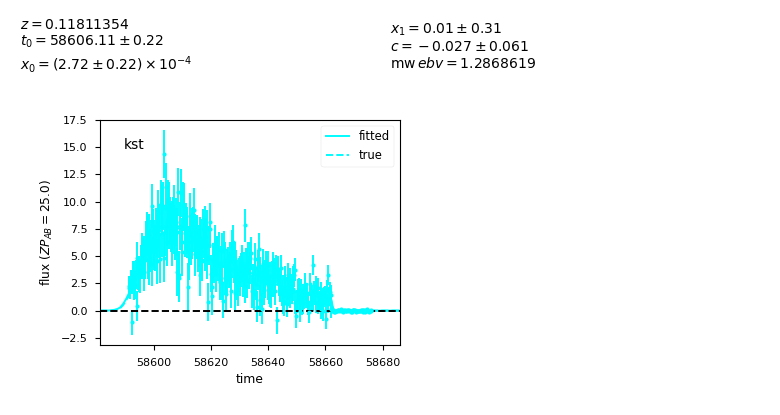 z = 0.11811354
t₀ = 58606.11 ± 0.22
x₀ = (2.72 ± 0.22) × 10⁻⁴
x₁ = 0.01 ± 0.31
c = −0.027 ± 0.061
mw ebv = 1.2868619
kst
fitted
true
17.5
15.0
12.5
10.0
7.5
5.0
2.5
0.0
−2.5
flux (ZP_AB = 25.0)
58600 58620 58640 58660 58680
time